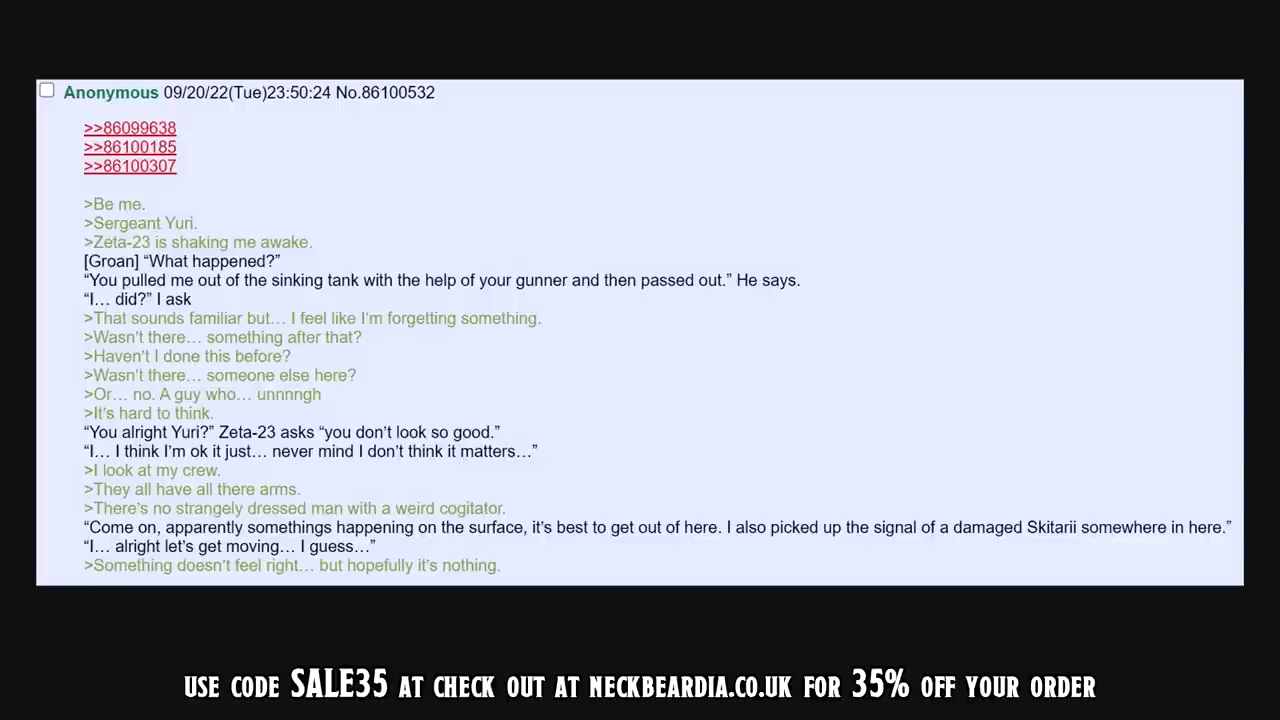 Anonymous 09/20/22(Tue)23:50:24 No.86100532
>>86099638
>>86100185
>>86100307
>Be me.
>Sergeant Yuri.
>Zeta-23 is shaking me awake.
[Groan] “What happened?”
“You pulled me out of the sinking tank with the help of your gunner and then passed out.” He says.
“I… did?” I ask
>That sounds familiar but… I feel like I’m forgetting something.
>Wasn’t there… something after that?
>Haven’t I done this before?
>Wasn’t there… someone else here?
>Or… no. A guy who… unnnngh
>It’s hard to think.
“You alright Yuri?” Zeta-23 asks “you don’t look so good.”
“I… I think I’m ok it just… never mind I don’t think it matters…”
>I look at my crew.
>They all have all there arms.
>There’s no strangely dressed man with a weird cogitator.
“Come on, apparently somethings happening on the surface, it’s best to get out of here. I also picked up the signal of a damaged Skitarii somewhere in here.”
“I… alright let’s get moving… I guess…”
>Something doesn’t feel right… but hopefully it’s nothing.
USE CODE SALE35 AT CHECK OUT AT NECKBEARDIA.CO.UK FOR 35% OFF YOUR ORDER